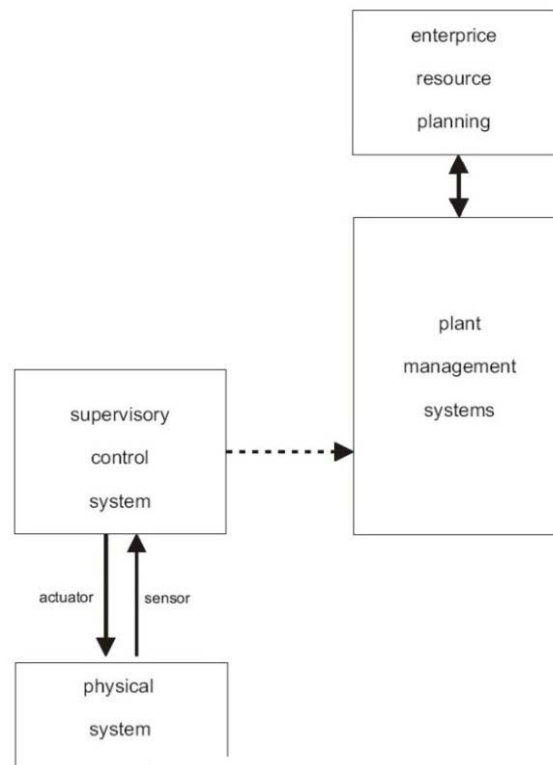 enterprice
resource
planning
plant
management
systems
supervisory
control
system
actuator
sensor
physical
system